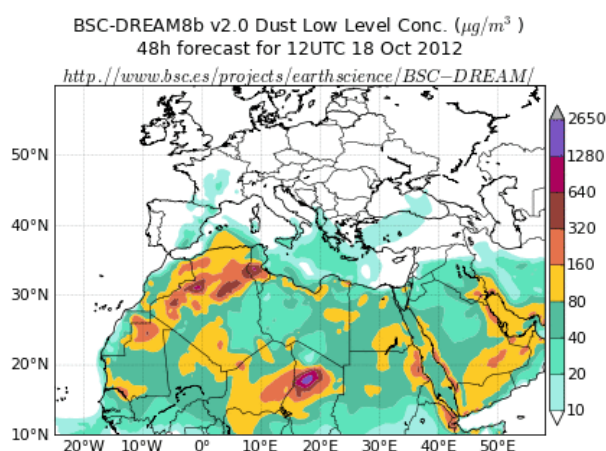 BSC-DREAM8b v2.0 Dust Low Level Conc. (μg/m³ )
48h forecast for 12UTC 18 Oct 2012
http://www.bsc.es/projects/earthscience/BSC−DREAM/
50°N
40°N
30°N
20°N
10°N
20°W
10°W
0°
10°E
20°E
30°E
40°E
50°E
2650
1280
640
320
160
80
40
20
10